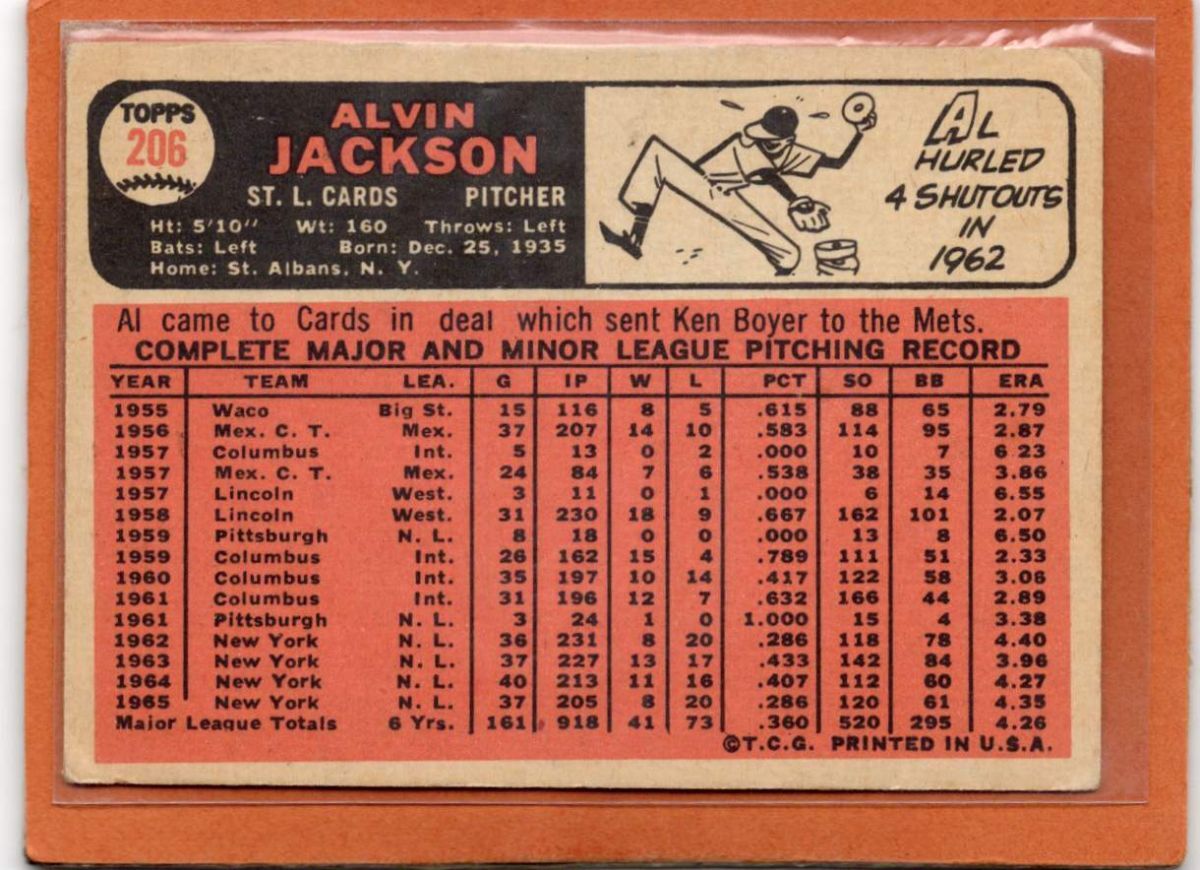 TOPPS
206
ALVIN
JACKSON
ST. L. CARDS PITCHER
Ht: 5'10" Wt: 160 Throws: Left
Bats: Left Born: Dec. 25, 1935
Home: St. Albans, N. Y.
AL
HURLED
4 SHUTOUTS
IN
1962
Al came to Cards in deal which sent Ken Boyer to the Mets.
COMPLETE MAJOR AND MINOR LEAGUE PITCHING RECORD
YEAR TEAM LEA. G IP W L PCT SO BB ERA
1955 Waco Big St. 15 116 8 5 .615 88 65 2.79
1956 Mex. C. T. Mex. 37 207 14 10 .583 114 95 2.87
1957 Columbus Int. 5 13 0 2 .000 10 7 6.23
1957 Mex. C. T. Mex. 24 84 7 6 .538 38 35 3.86
1957 Lincoln West. 3 11 0 1 .000 6 14 6.55
1958 Lincoln West. 31 230 18 9 .667 162 101 2.07
1959 Pittsburgh N. L. 8 18 0 0 .000 13 8 6.50
1959 Columbus Int. 26 162 15 4 .789 111 51 2.33
1960 Columbus Int. 35 197 10 14 .417 122 58 3.06
1961 Columbus Int. 31 196 12 7 .632 166 44 2.89
1961 Pittsburgh N. L. 3 24 1 0 1.000 15 4 3.38
1962 New York N. L. 36 231 8 20 .286 118 78 4.40
1963 New York N. L. 37 227 13 17 .433 142 84 3.96
1964 New York N. L. 40 213 11 16 .407 112 60 4.27
1965 New York N. L. 37 205 8 20 .286 120 61 4.35
Major League Totals 6 Yrs. 161 918 41 73 .360 520 295 4.26
©T.C.G. PRINTED IN U.S.A.